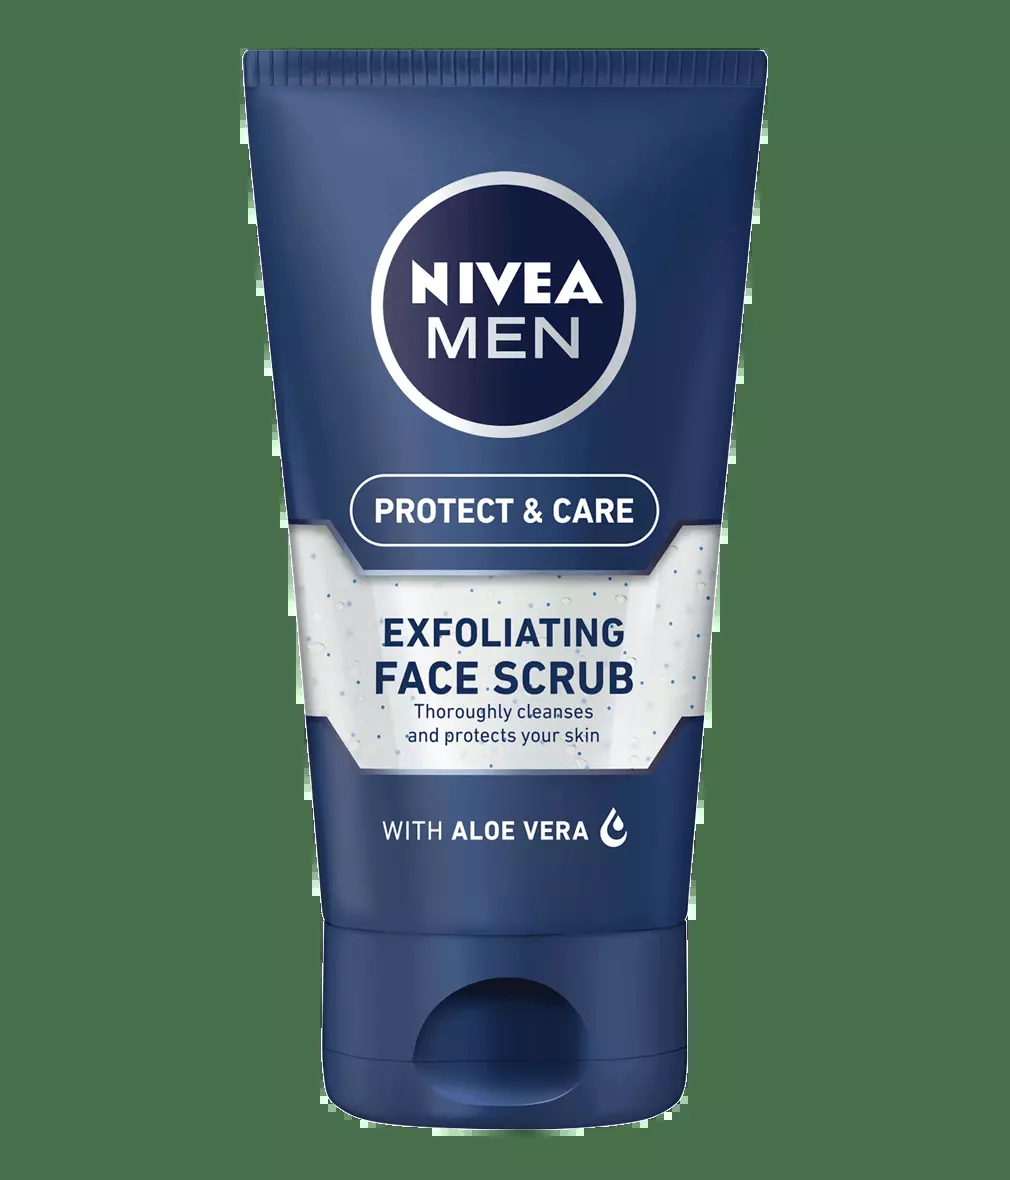 NIVEA
MEN
PROTECT & CARE
EXFOLIATING
FACE SCRUB
Thoroughly cleanses
and protects your skin
WITH ALOE VERA